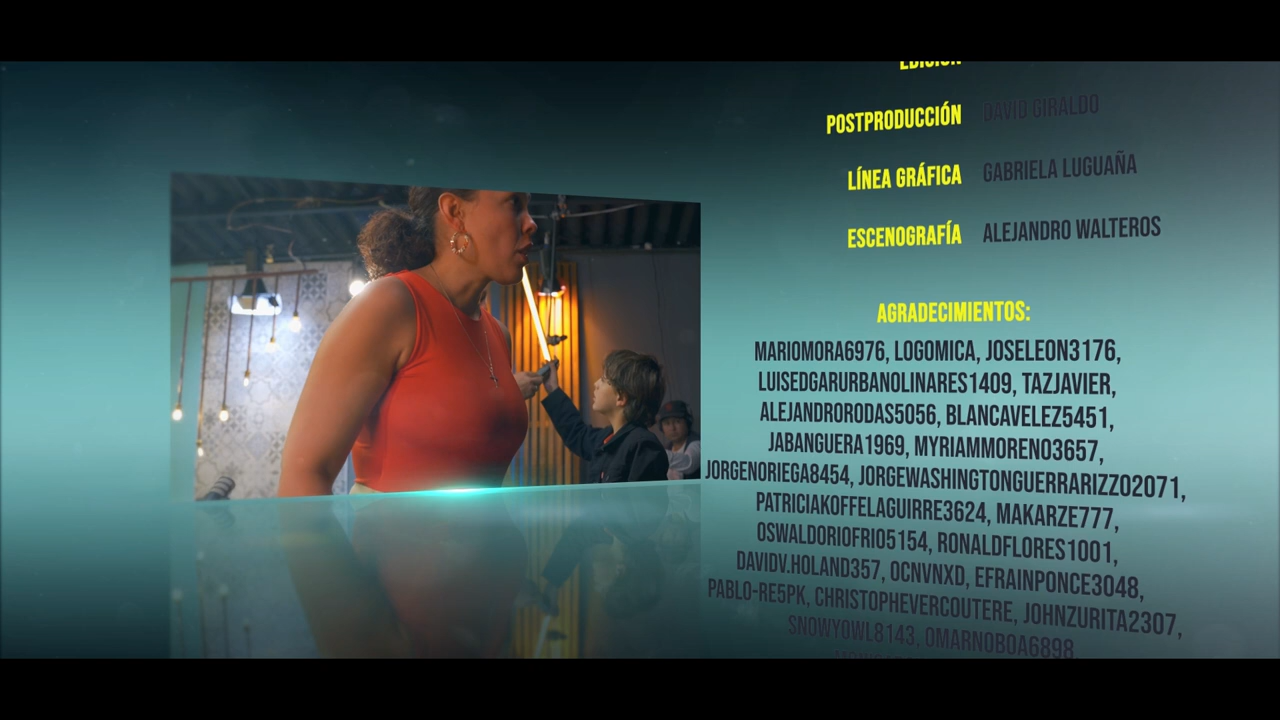 EDICIÓN
POSTPRODUCCIÓN DAVID GIRALDO
LÍNEA GRÁFICA GABRIELA LUGUAÑA
ESCENOGRAFÍA ALEJANDRO WALTEROS
AGRADECIMIENTOS:
MARIOMORA6976, LOGOMICA, JOSELEON3176,
LUISEDGARURBANOLINARES1409, TAZJAVIER,
ALEJANDRORODAS5056, BLANCAVELEZ5451,
JABANGUERA1969, MYRIAMMORENO3657,
JORGENORIEGA8454, JORGEWASHINGTONGUERRARIZZO2071,
PATRICIAKOFFELAGUIRRE3624, MAKARZE777,
OSWALDORIOFRIO5154, RONALDFLORES1001,
DAVIDV.HOLAND357, OCNVNXD, EFRAINPONCE3048,
PABLO-RE5PK, CHRISTOPHEVERCOUTERE, JOHNZURITA2307,
SNOWYOWL8143, OMARNOBOA6898